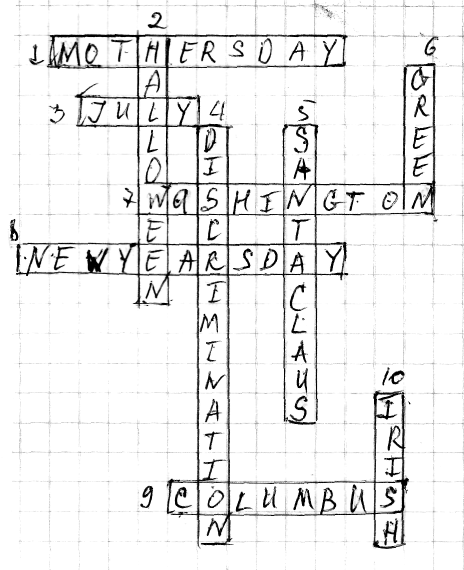 2
1 MOTHERSDAY
6
GREEN
HALLOWEEN
3 JULY
4
DISCRIMINATION
5
SANTACLAUS
7 WASHINGTON
8
NEWYEARSDAY
10
IRISH
9 COLUMBUS